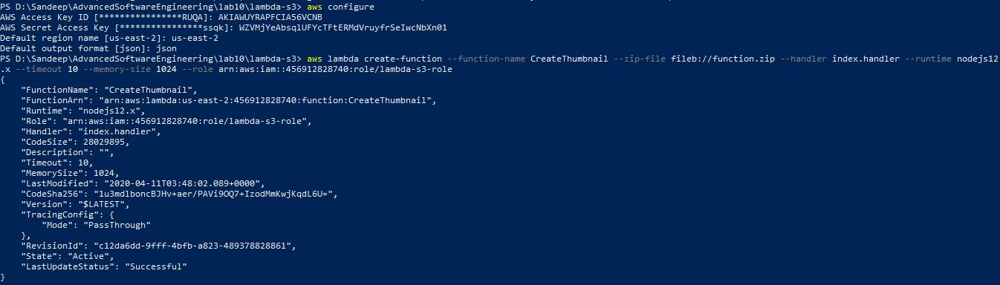 PS D:\Sandeep\AdvancedSoftwareEngineering\lab10\lambda-s3> aws configure
AWS Access Key ID [****************RUQA]: AKIAWUYRAPFCIA56VCNB
AWS Secret Access Key [****************ssqk]: 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
Default region name [us-east-2]: us-east-2
Default output format [json]: json
PS D:\Sandeep\AdvancedSoftwareEngineering\lab10\lambda-s3> aws lambda create-function --function-name CreateThumbnail --zip-file fileb://function.zip --handler index.handler --runtime nodejs12
.x --timeout 10 --memory-size 1024 --role arn:aws:iam::456912828740:role/lambda-s3-role
{
    "FunctionName": "CreateThumbnail",
    "FunctionArn": "arn:aws:lambda:us-east-2:456912828740:function:CreateThumbnail",
    "Runtime": "nodejs12.x",
    "Role": "arn:aws:iam::456912828740:role/lambda-s3-role",
    "Handler": "index.handler",
    "CodeSize": 28029895,
    "Description": "",
    "Timeout": 10,
    "MemorySize": 1024,
    "LastModified": "2020-04-11T03:48:02.089+0000",
    "CodeSha256": "1u3mdlboncBJHv+aer/PAVi9OQ7+IzodMmKwjKqdL6U=",
    "Version": "$LATEST",
    "TracingConfig": {
        "Mode": "PassThrough"
    },
    "RevisionId": "c12da6dd-9fff-4bfb-a823-489378828861",
    "State": "Active",
    "LastUpdateStatus": "Successful"
}